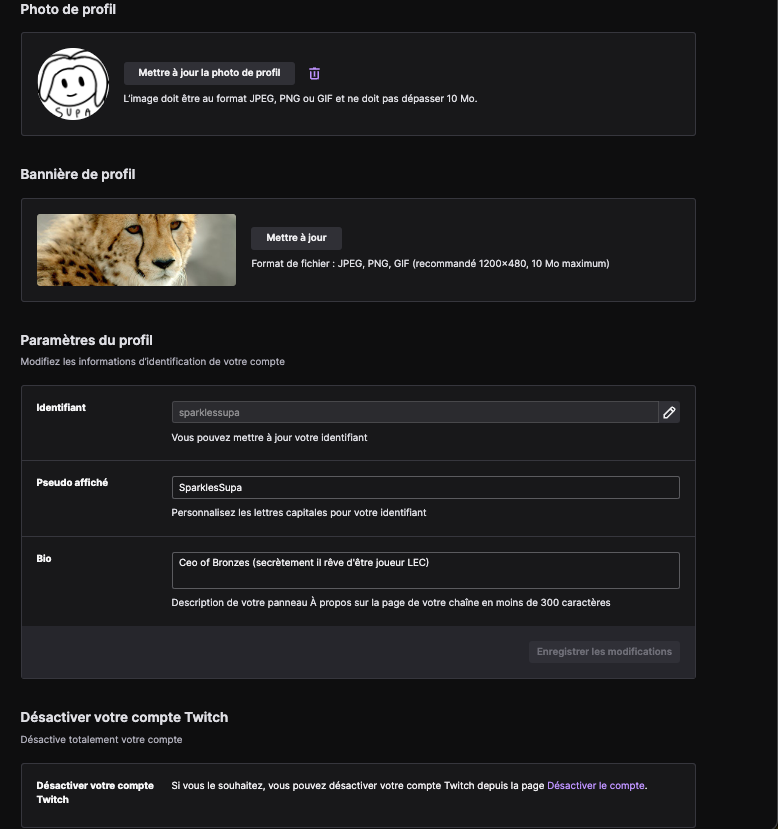 Photo de profil
SUPA
Mettre à jour la photo de profil
L'image doit être au format JPEG, PNG ou GIF et ne doit pas dépasser 10 Mo.
Bannière de profil
Mettre à jour
Format de fichier : JPEG, PNG, GIF (recommandé 1200×480, 10 Mo maximum)
Paramètres du profil
Modifiez les informations d'identification de votre compte
Identifiant
sparklessupa
Vous pouvez mettre à jour votre identifiant
Pseudo affiché
SparklesSupa
Personnalisez les lettres capitales pour votre identifiant
Bio
Ceo of Bronzes (secrètement il rêve d'être joueur LEC)
Description de votre panneau À propos sur la page de votre chaîne en moins de 300 caractères
Enregistrer les modifications
Désactiver votre compte Twitch
Désactive totalement votre compte
Désactiver votre compte
Twitch
Si vous le souhaitez, vous pouvez désactiver votre compte Twitch depuis la page Désactiver le compte.